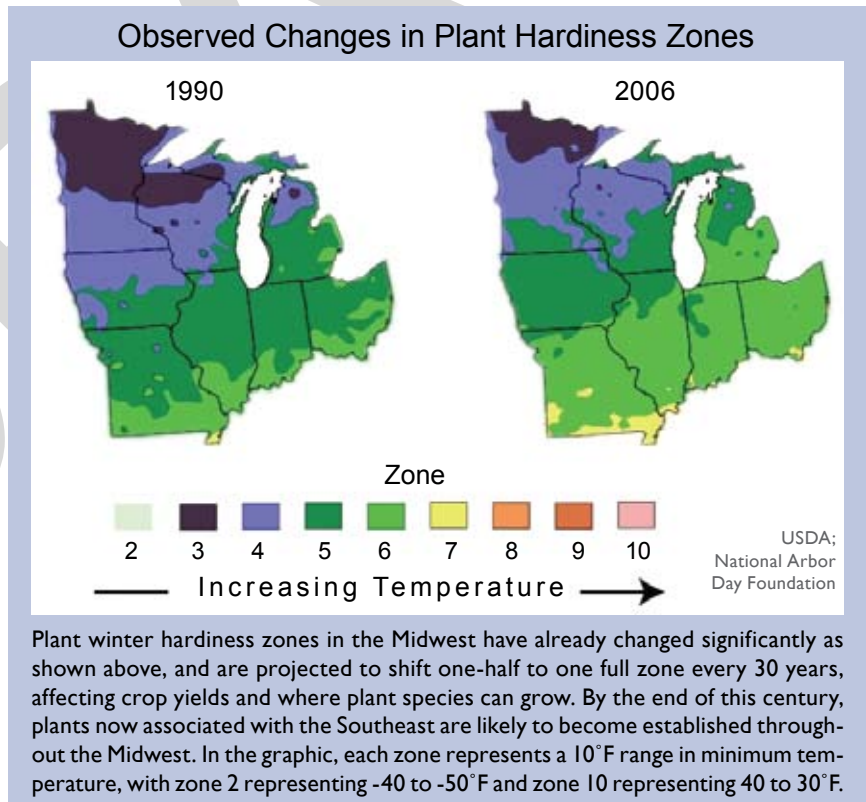 Observed Changes in Plant Hardiness Zones
1990
2006
Zone
2 3 4 5 6 7 8 9 10
Increasing Temperature
USDA;
National Arbor
Day Foundation
Plant winter hardiness zones in the Midwest have already changed significantly as
shown above, and are projected to shift one-half to one full zone every 30 years,
affecting crop yields and where plant species can grow. By the end of this century,
plants now associated with the Southeast are likely to become established through-
out the Midwest. In the graphic, each zone represents a 10˚F range in minimum tem-
perature, with zone 2 representing -40 to -50˚F and zone 10 representing 40 to 30˚F.